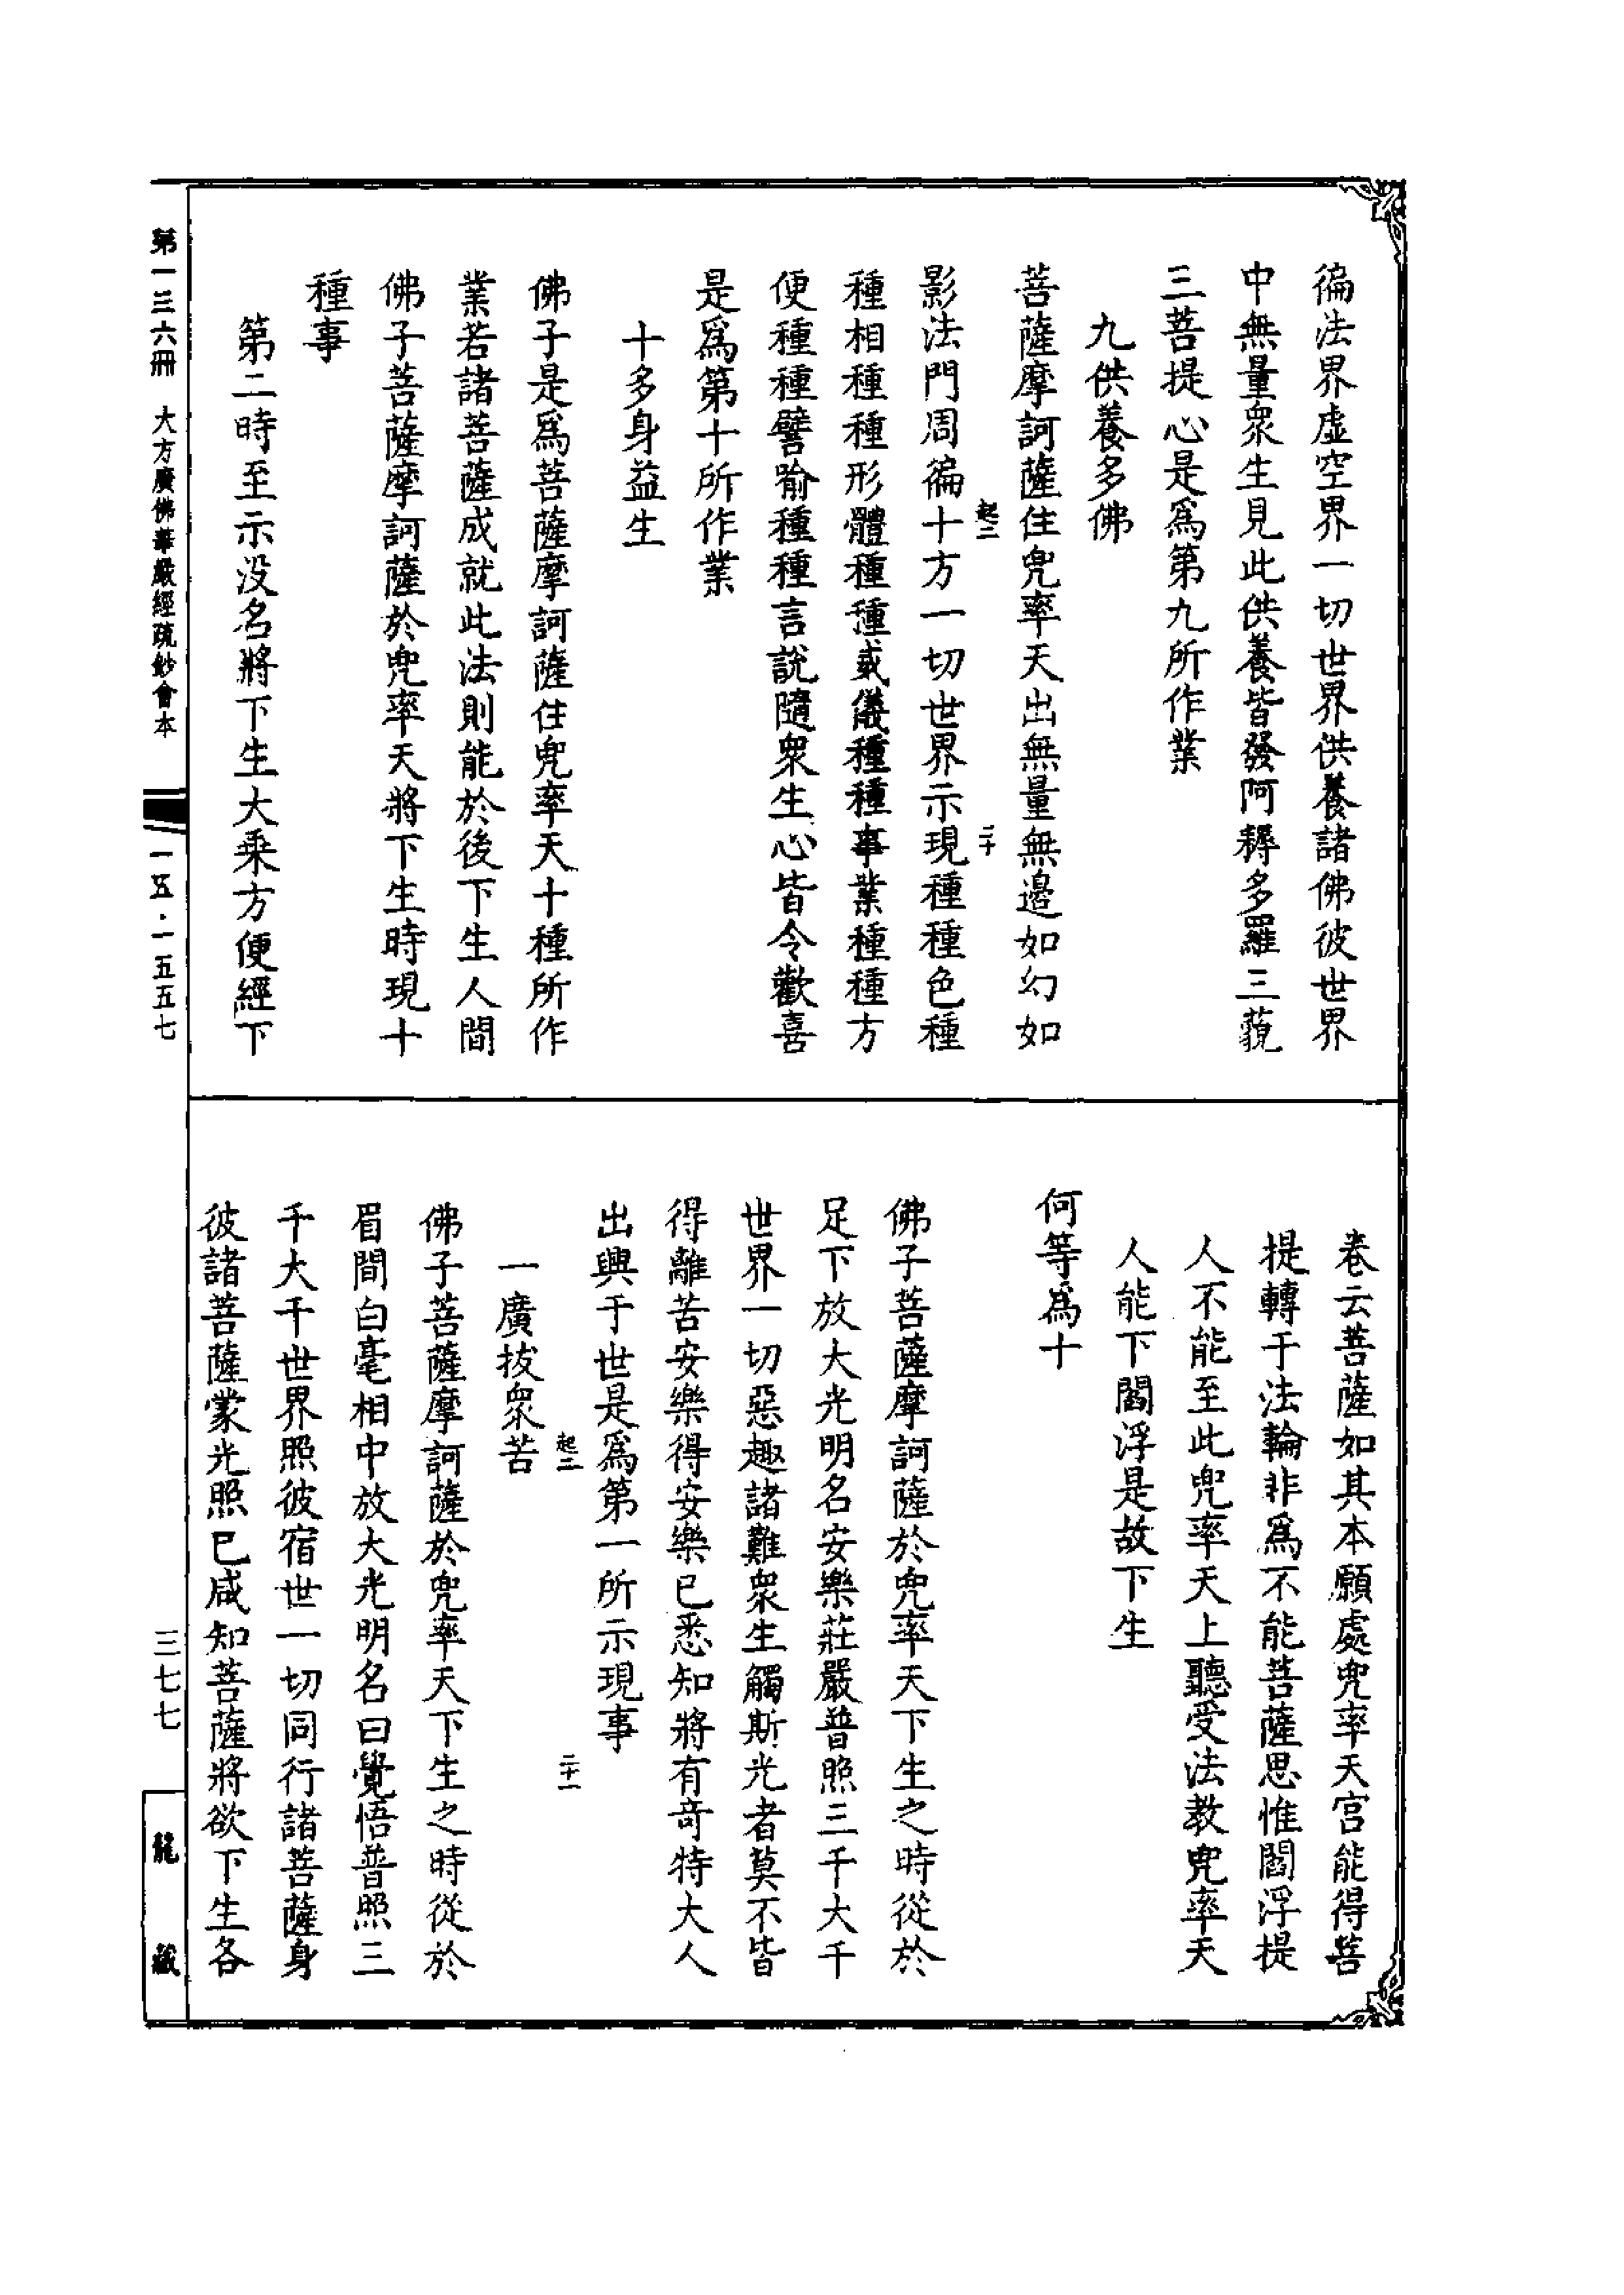 徧法界虛空界一切世界供養諸佛彼世界
中無量衆生見此供養皆發阿耨多羅三藐
三菩提心是爲第九所作業
九供養多佛
菩薩摩訶薩住兜率天出無量無邊如幻如
起二
二十
影法門周徧十方一切世界示現種種色種
種相種種形體種種威儀種種事業種種方
便種種譬喻種種言說隨衆生心皆令歡喜
是爲第十所作業
十多身益生
佛子是爲菩薩摩訶薩住兜率天十種所作
業若諸菩薩成就此法則能於後下生人間
佛子菩薩摩訶薩於兜率天將下生時現十
種事
第二時至示没名將下生大乘方便經下
卷云菩薩如其本願處兜率天宮能得菩
提轉于法輪非爲不能菩薩思惟閻浮提
人不能至此兜率天上聽受法教兜率天
人能下閻浮是故下生
何等爲十
佛子菩薩摩訶薩於兜率天下生之時從於
足下放大光明名安樂莊嚴普照三千大千
世界一切惡趣諸難衆生觸斯光者莫不皆
得離苦安樂得安樂已悉知將有奇特大人
出興于世是爲第一所示現事
起二
二十一
一廣拔衆苦
佛子菩薩摩訶薩於兜率天下生之時從於
眉間白毫相中放大光明名曰覺悟普照三
千大千世界照彼宿世一切同行諸菩薩身
彼諸菩薩蒙光照已咸知菩薩將欲下生各
第一三六冊 大方廣佛華嚴經疏鈔會本
一五·一五五七
三七七
龍藏